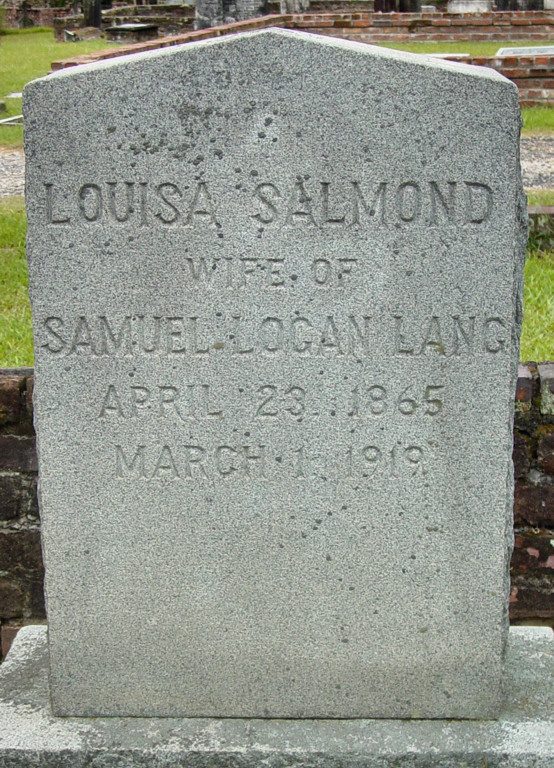 LOUISA SALMOND
WIFE OF
SAMUEL LOGAN LANG
APRIL 23, 1865
MARCH 1, 1919